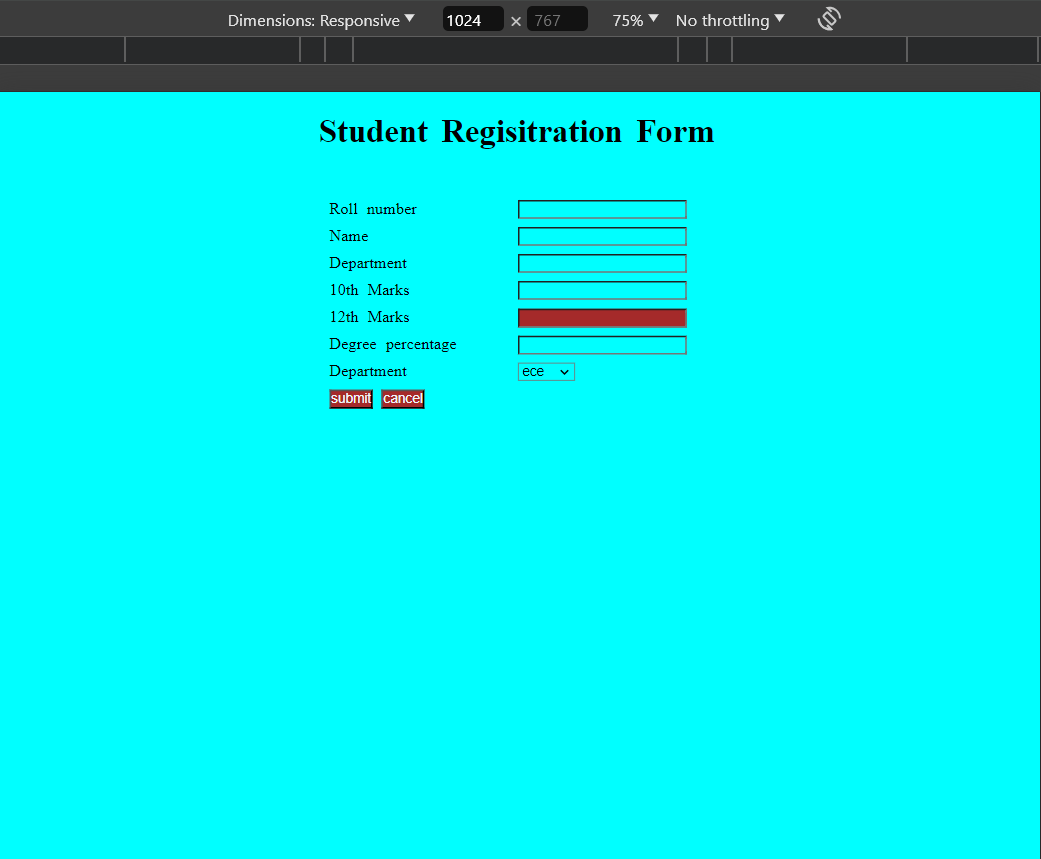 Dimensions: Responsive 1024 × 767 75% No throttling
Student Regisitration Form
Roll number
Name
Department
10th Marks
12th Marks
Degree percentage
Department ece
submit cancel